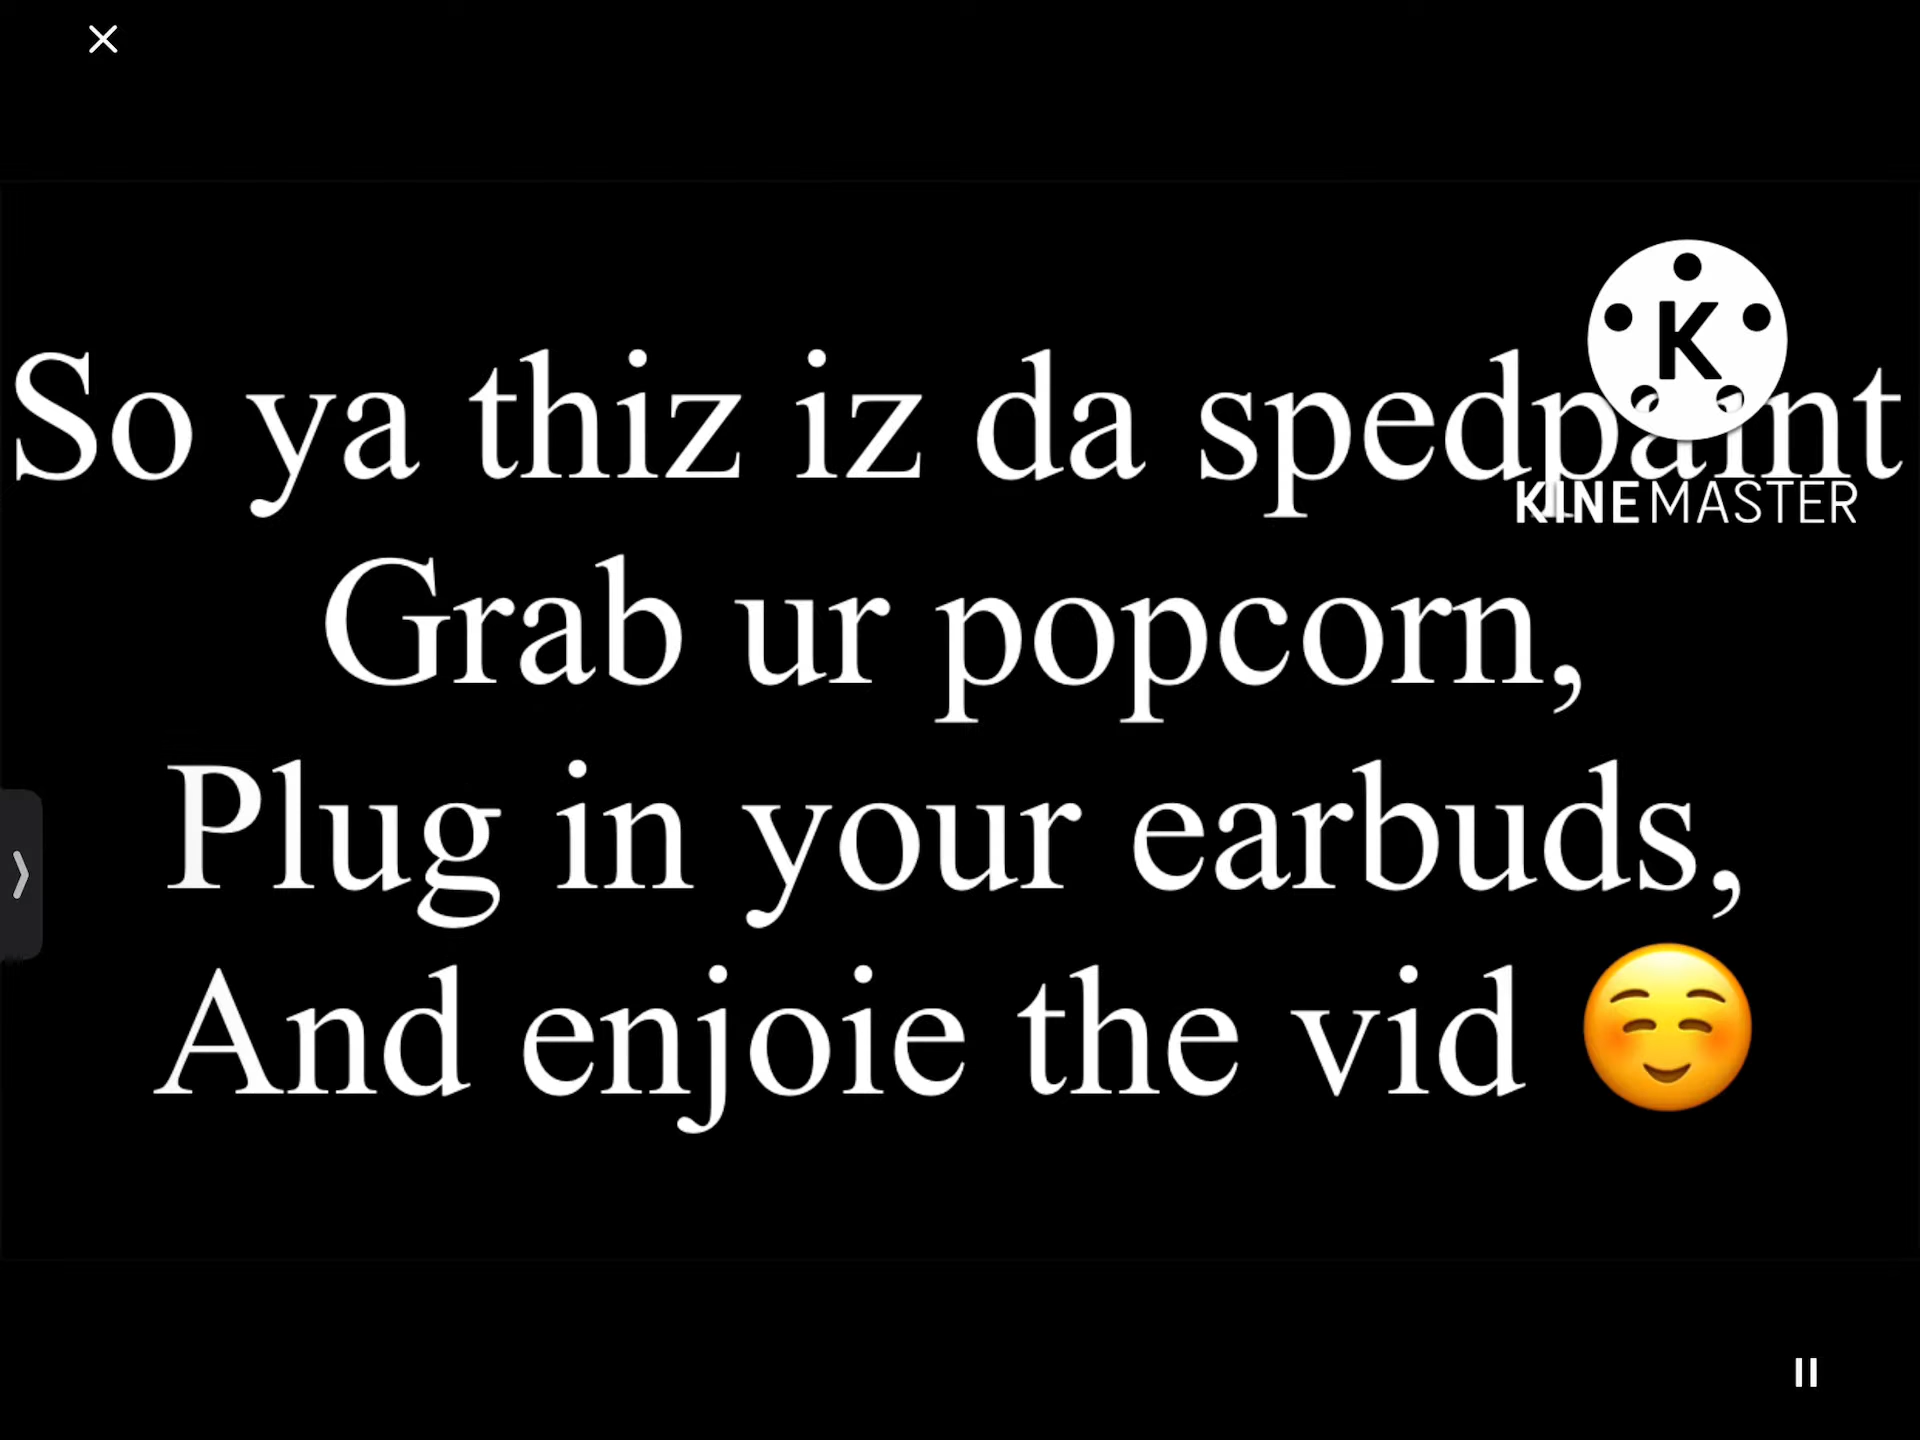 So ya thiz iz da spedpaint
KINEMASTER
Grab ur popcorn,
Plug in your earbuds,
And enjoie the vid ☺️